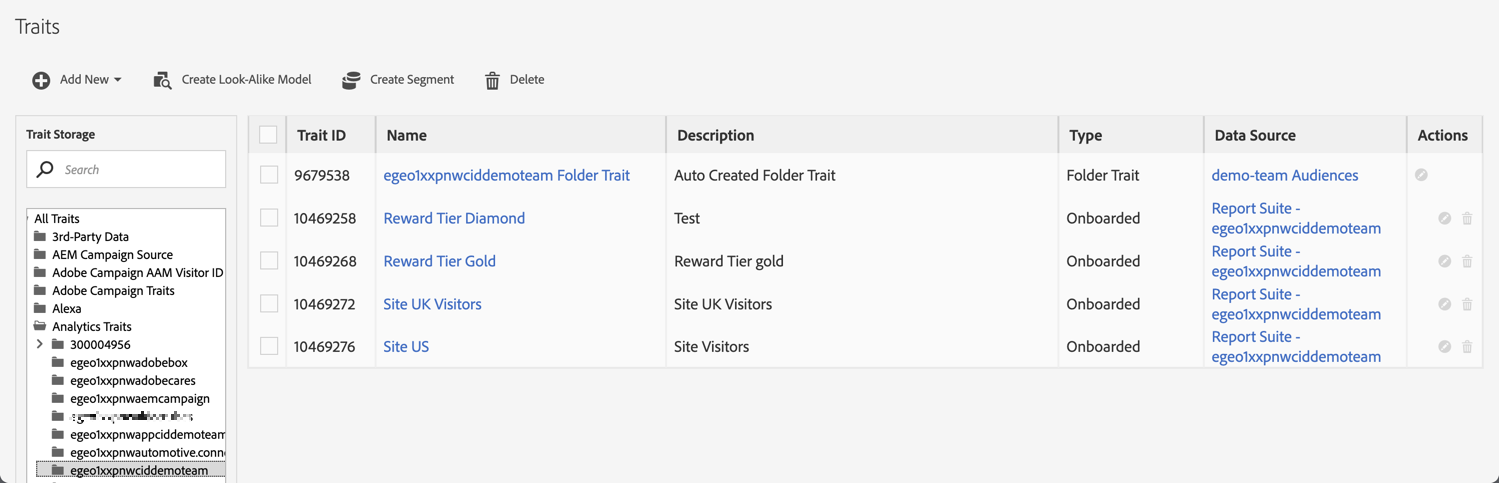 Traits
Add New
Create Look-Alike Model
Create Segment
Delete
Trait Storage
Search
All Traits
3rd-Party Data
AEM Campaign Source
Adobe Campaign AAM Visitor ID
Adobe Campaign Traits
Alexa
Analytics Traits
300004956
egeo1xxpnwadobebox
egeo1xxpnwadobecares
egeo1xxpnwaemcampaign
egeo1xxpnwappciddemoteam
egeo1xxpnwautomotive.conn
egeo1xxpnwciddemoteam
Trait ID Name Description Type Data Source Actions
9679538 egeo1xxpnwciddemoteam Folder Trait Auto Created Folder Trait Folder Trait demo-team Audiences
10469258 Reward Tier Diamond Test Onboarded Report Suite -
egeo1xxpnwciddemoteam
10469268 Reward Tier Gold Reward Tier gold Onboarded Report Suite -
egeo1xxpnwciddemoteam
10469272 Site UK Visitors Site UK Visitors Onboarded Report Suite -
egeo1xxpnwciddemoteam
10469276 Site US Site Visitors Onboarded Report Suite -
egeo1xxpnwciddemoteam